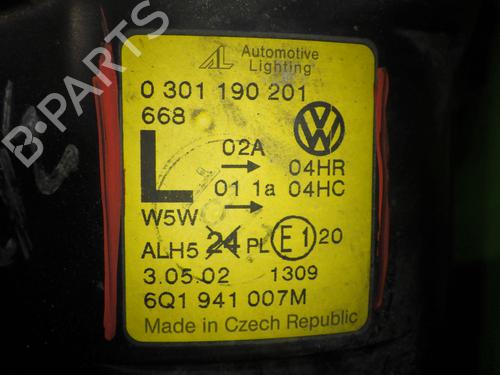 AL Automotive
Lighting
0 301 190 201
668
L
02A 04HR
01 1a 04HC
W5W
ALH5 24 PL E1 20
3.05.02 1309
6Q1 941 007M
Made in Czech Republic
B-PARTS